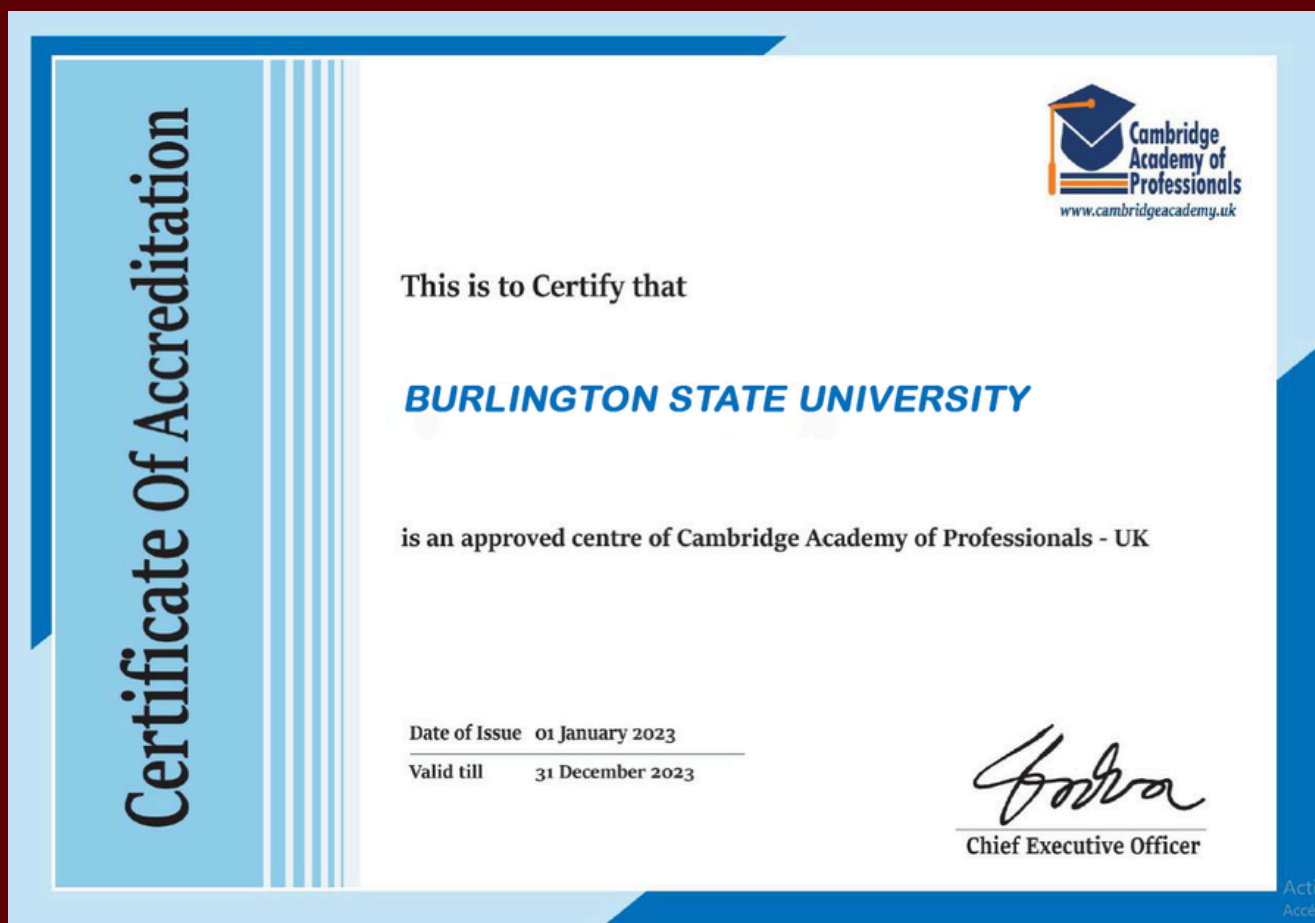 Certificate Of Accreditation
Cambridge
Academy of
Professionals
www.cambridgeacademy.uk
This is to Certify that
BURLINGTON STATE UNIVERSITY
is an approved centre of Cambridge Academy of Professionals - UK
Date of Issue 01 January 2023
Valid till 31 December 2023
Chief Executive Officer